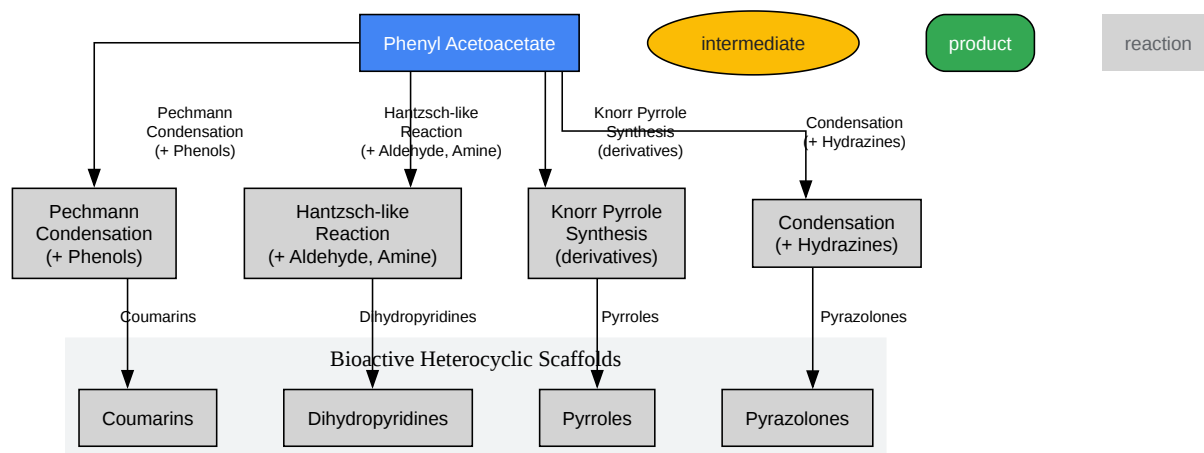 Phenyl Acetoacetate
intermediate
product
reaction
Pechmann
Condensation
(+ Phenols)
Hantzsch-like
Reaction
(+ Aldehyde, Amine)
Knorr Pyrrole
Synthesis
(derivatives)
Condensation
(+ Hydrazines)
Pechmann
Condensation
(+ Phenols)
Hantzsch-like
Reaction
(+ Aldehyde, Amine)
Knorr Pyrrole
Synthesis
(derivatives)
Condensation
(+ Hydrazines)
Coumarins
Dihydropyridines
Pyrroles
Pyrazolones
Bioactive Heterocyclic Scaffolds
Coumarins
Dihydropyridines
Pyrroles
Pyrazolones